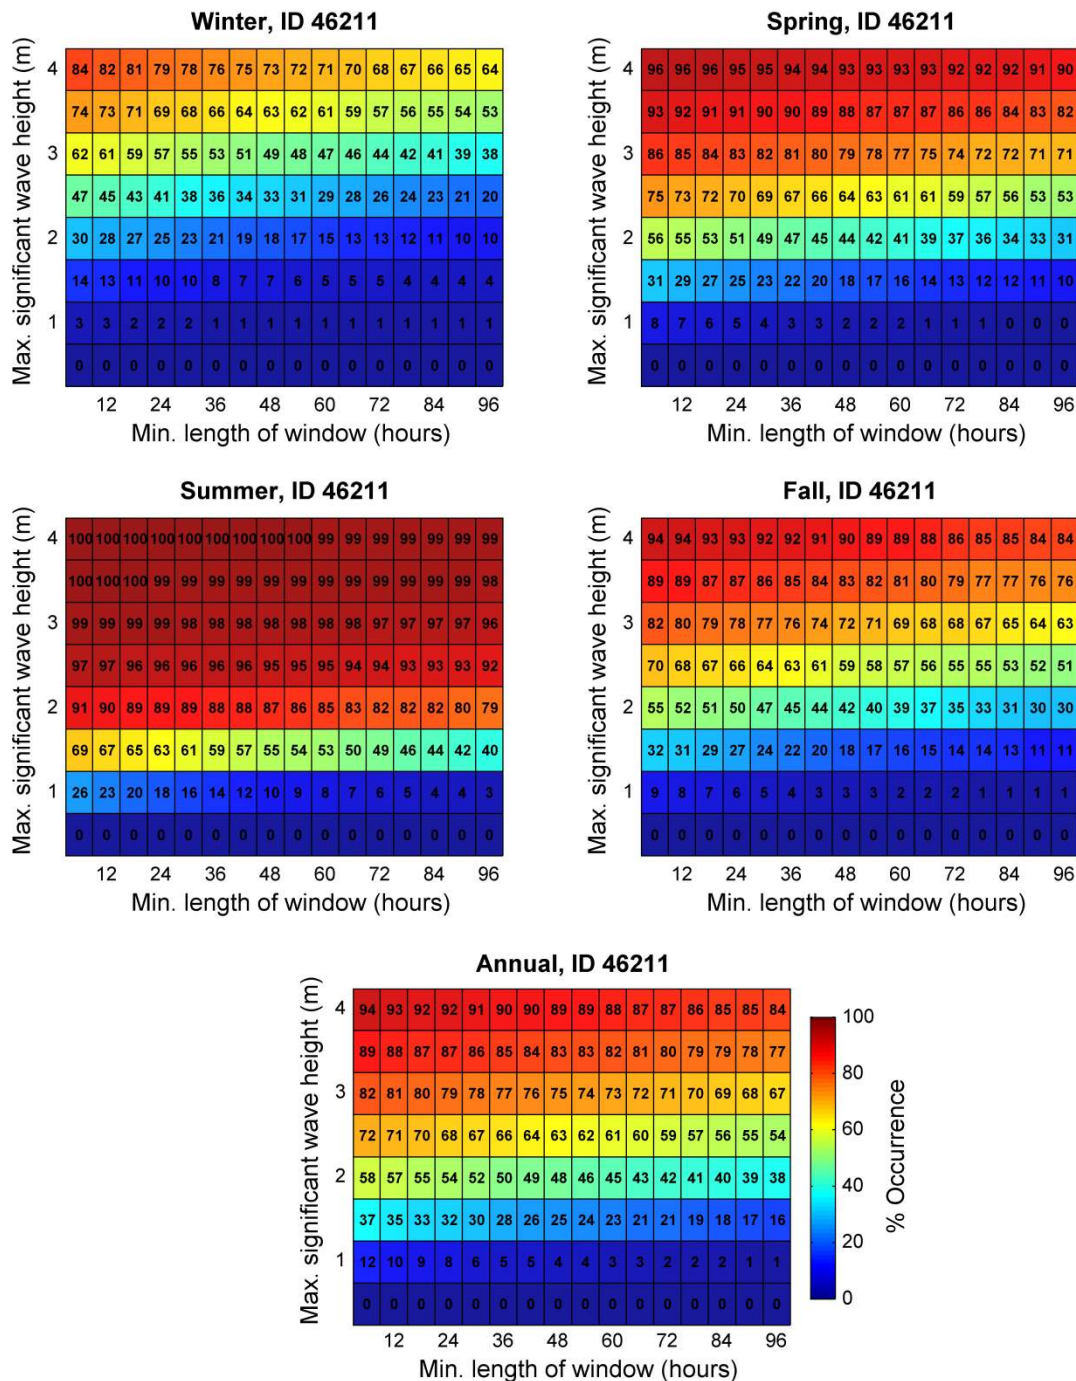 Winter, ID 46211
Max. significant wave height (m)
4 84 82 81 79 78 76 75 73 72 71 70 68 67 66 65 64
74 73 71 69 68 66 64 63 62 61 59 57 56 55 54 53
3 62 61 59 57 55 53 51 49 48 47 46 44 42 41 39 38
47 45 43 41 38 36 34 33 31 29 28 26 24 23 21 20
2 30 28 27 25 23 21 19 18 17 15 13 13 12 11 10 10
14 13 11 10 10 8 7 7 6 5 5 4 4 4 4 4
1 3 3 2 2 2 1 1 1 1 1 1 1 1 1 1 1
0 0 0 0 0 0 0 0 0 0 0 0 0 0 0 0
12 24 36 48 60 72 84 96
Min. length of window (hours)
Spring, ID 46211
Max. significant wave height (m)
4 96 96 96 95 95 94 94 93 93 93 93 92 92 92 91 90
93 92 91 91 90 90 89 88 87 87 87 86 86 84 83 82
3 86 85 84 83 82 81 80 79 78 77 75 74 72 72 71 71
75 73 72 70 69 67 66 64 63 61 61 59 57 56 53 53
2 56 55 53 51 49 47 45 44 42 41 39 37 36 34 33 31
31 29 27 25 23 22 20 18 17 16 14 13 12 12 11 10
1 8 7 6 5 4 3 3 2 2 2 1 1 1 0 0 0
0 0 0 0 0 0 0 0 0 0 0 0 0 0 0 0
12 24 36 48 60 72 84 96
Min. length of window (hours)
Summer, ID 46211
Max. significant wave height (m)
4 100 100 100 100 100 100 100 100 100 99 99 99 99 99 99 99
100 100 100 99 99 99 99 99 99 99 99 99 99 99 99 98
3 99 99 99 99 98 98 98 98 98 98 98 97 97 97 97 96
97 97 96 96 96 96 96 95 95 95 94 94 93 93 93 92
2 91 90 89 89 89 88 88 87 86 85 83 82 82 82 80 79
69 67 65 63 61 59 57 55 54 53 50 49 46 44 42 40
1 26 23 20 18 16 14 12 10 9 8 7 6 5 4 4 3
0 0 0 0 0 0 0 0 0 0 0 0 0 0 0 0
12 24 36 48 60 72 84 96
Min. length of window (hours)
Fall, ID 46211
Max. significant wave height (m)
4 94 94 93 93 92 92 91 90 89 89 88 86 85 85 84 84
89 89 87 87 86 85 84 83 82 81 80 79 77 77 76 76
3 82 80 79 78 77 76 74 72 71 69 68 68 67 65 64 63
70 68 67 66 64 63 61 59 58 57 56 55 55 53 52 51
2 55 52 51 50 47 45 44 42 40 39 37 35 33 31 30 30
32 31 29 27 24 22 20 18 17 16 15 14 14 13 11 11
1 9 8 7 6 5 4 3 3 3 2 2 2 1 1 1 1
0 0 0 0 0 0 0 0 0 0 0 0 0 0 0 0
12 24 36 48 60 72 84 96
Min. length of window (hours)
Annual, ID 46211
Max. significant wave height (m)
4 94 93 92 92 91 90 90 89 89 88 87 87 86 85 85 84
89 88 87 87 86 85 84 83 83 82 81 80 79 79 78 77
3 82 81 80 79 78 77 76 75 74 73 72 71 70 69 68 67
72 71 70 68 67 66 64 63 62 61 60 59 57 56 55 54
2 58 57 55 54 52 50 49 48 46 45 43 42 41 40 39 38
37 35 33 32 30 28 26 25 24 23 21 21 19 18 17 16
1 12 10 9 8 6 5 5 4 4 3 3 2 2 2 1 1
0 0 0 0 0 0 0 0 0 0 0 0 0 0 0 0
12 24 36 48 60 72 84 96
Min. length of window (hours)
100
80
60
40
20
0
% Occurrence